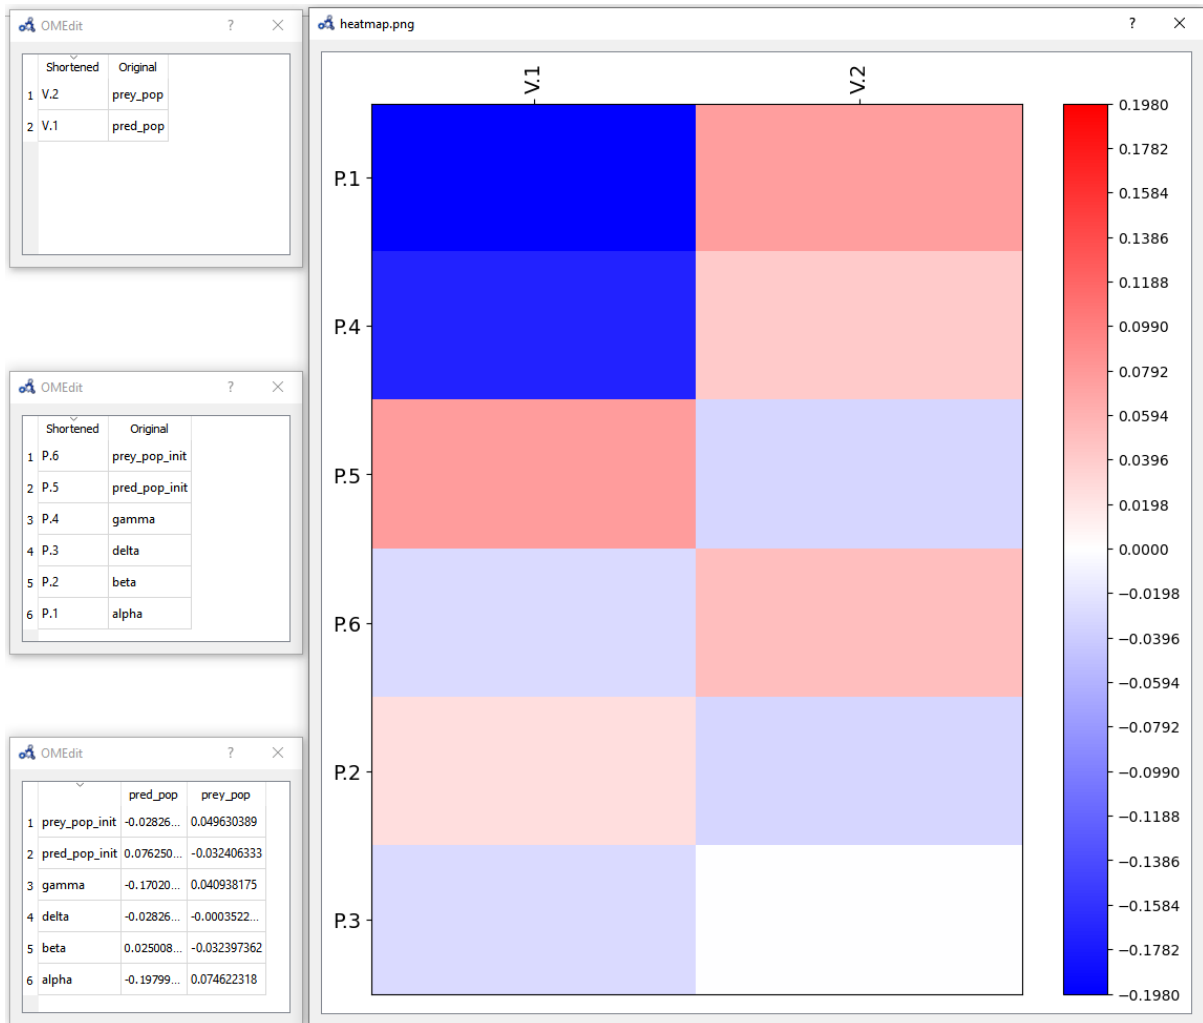 OMEdit ? ×
Shortened Original
1 V.2 prey_pop
2 V.1 pred_pop
OMEdit ? ×
Shortened Original
1 P.6 prey_pop_init
2 P.5 pred_pop_init
3 P.4 gamma
4 P.3 delta
5 P.2 beta
6 P.1 alpha
OMEdit ? ×
pred_pop prey_pop
1 prey_pop_init -0.02826... 0.049630389
2 pred_pop_init 0.076250... -0.032406333
3 gamma -0.17020... 0.040938175
4 delta -0.02826... -0.0003522...
5 beta 0.025008... -0.032397362
6 alpha -0.19799... 0.074622318
heatmap.png ? ×
V.1 V.2
P.1
P.4
P.5
P.6
P.2
P.3
0.1980
0.1782
0.1584
0.1386
0.1188
0.0990
0.0792
0.0594
0.0396
0.0198
0.0000
−0.0198
−0.0396
−0.0594
−0.0792
−0.0990
−0.1188
−0.1386
−0.1584
−0.1782
−0.1980